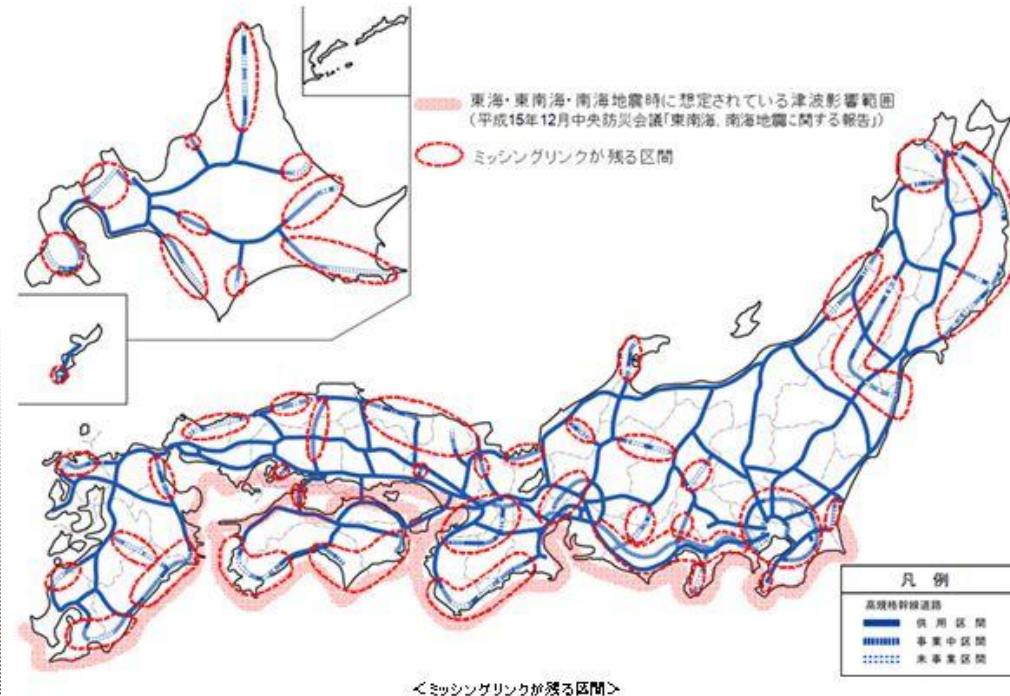 東海・東南海・南海地震時に想定されている津波影響範囲
(平成15年12月中央防災会議「東南海、南海地震に関する報告」)
ミッシングリンクが残る区間
凡 例
高規格幹線道路
供 用 区 間
事 業 中 区 間
未 事 業 区 間
<ミッシングリンクが残る区間>